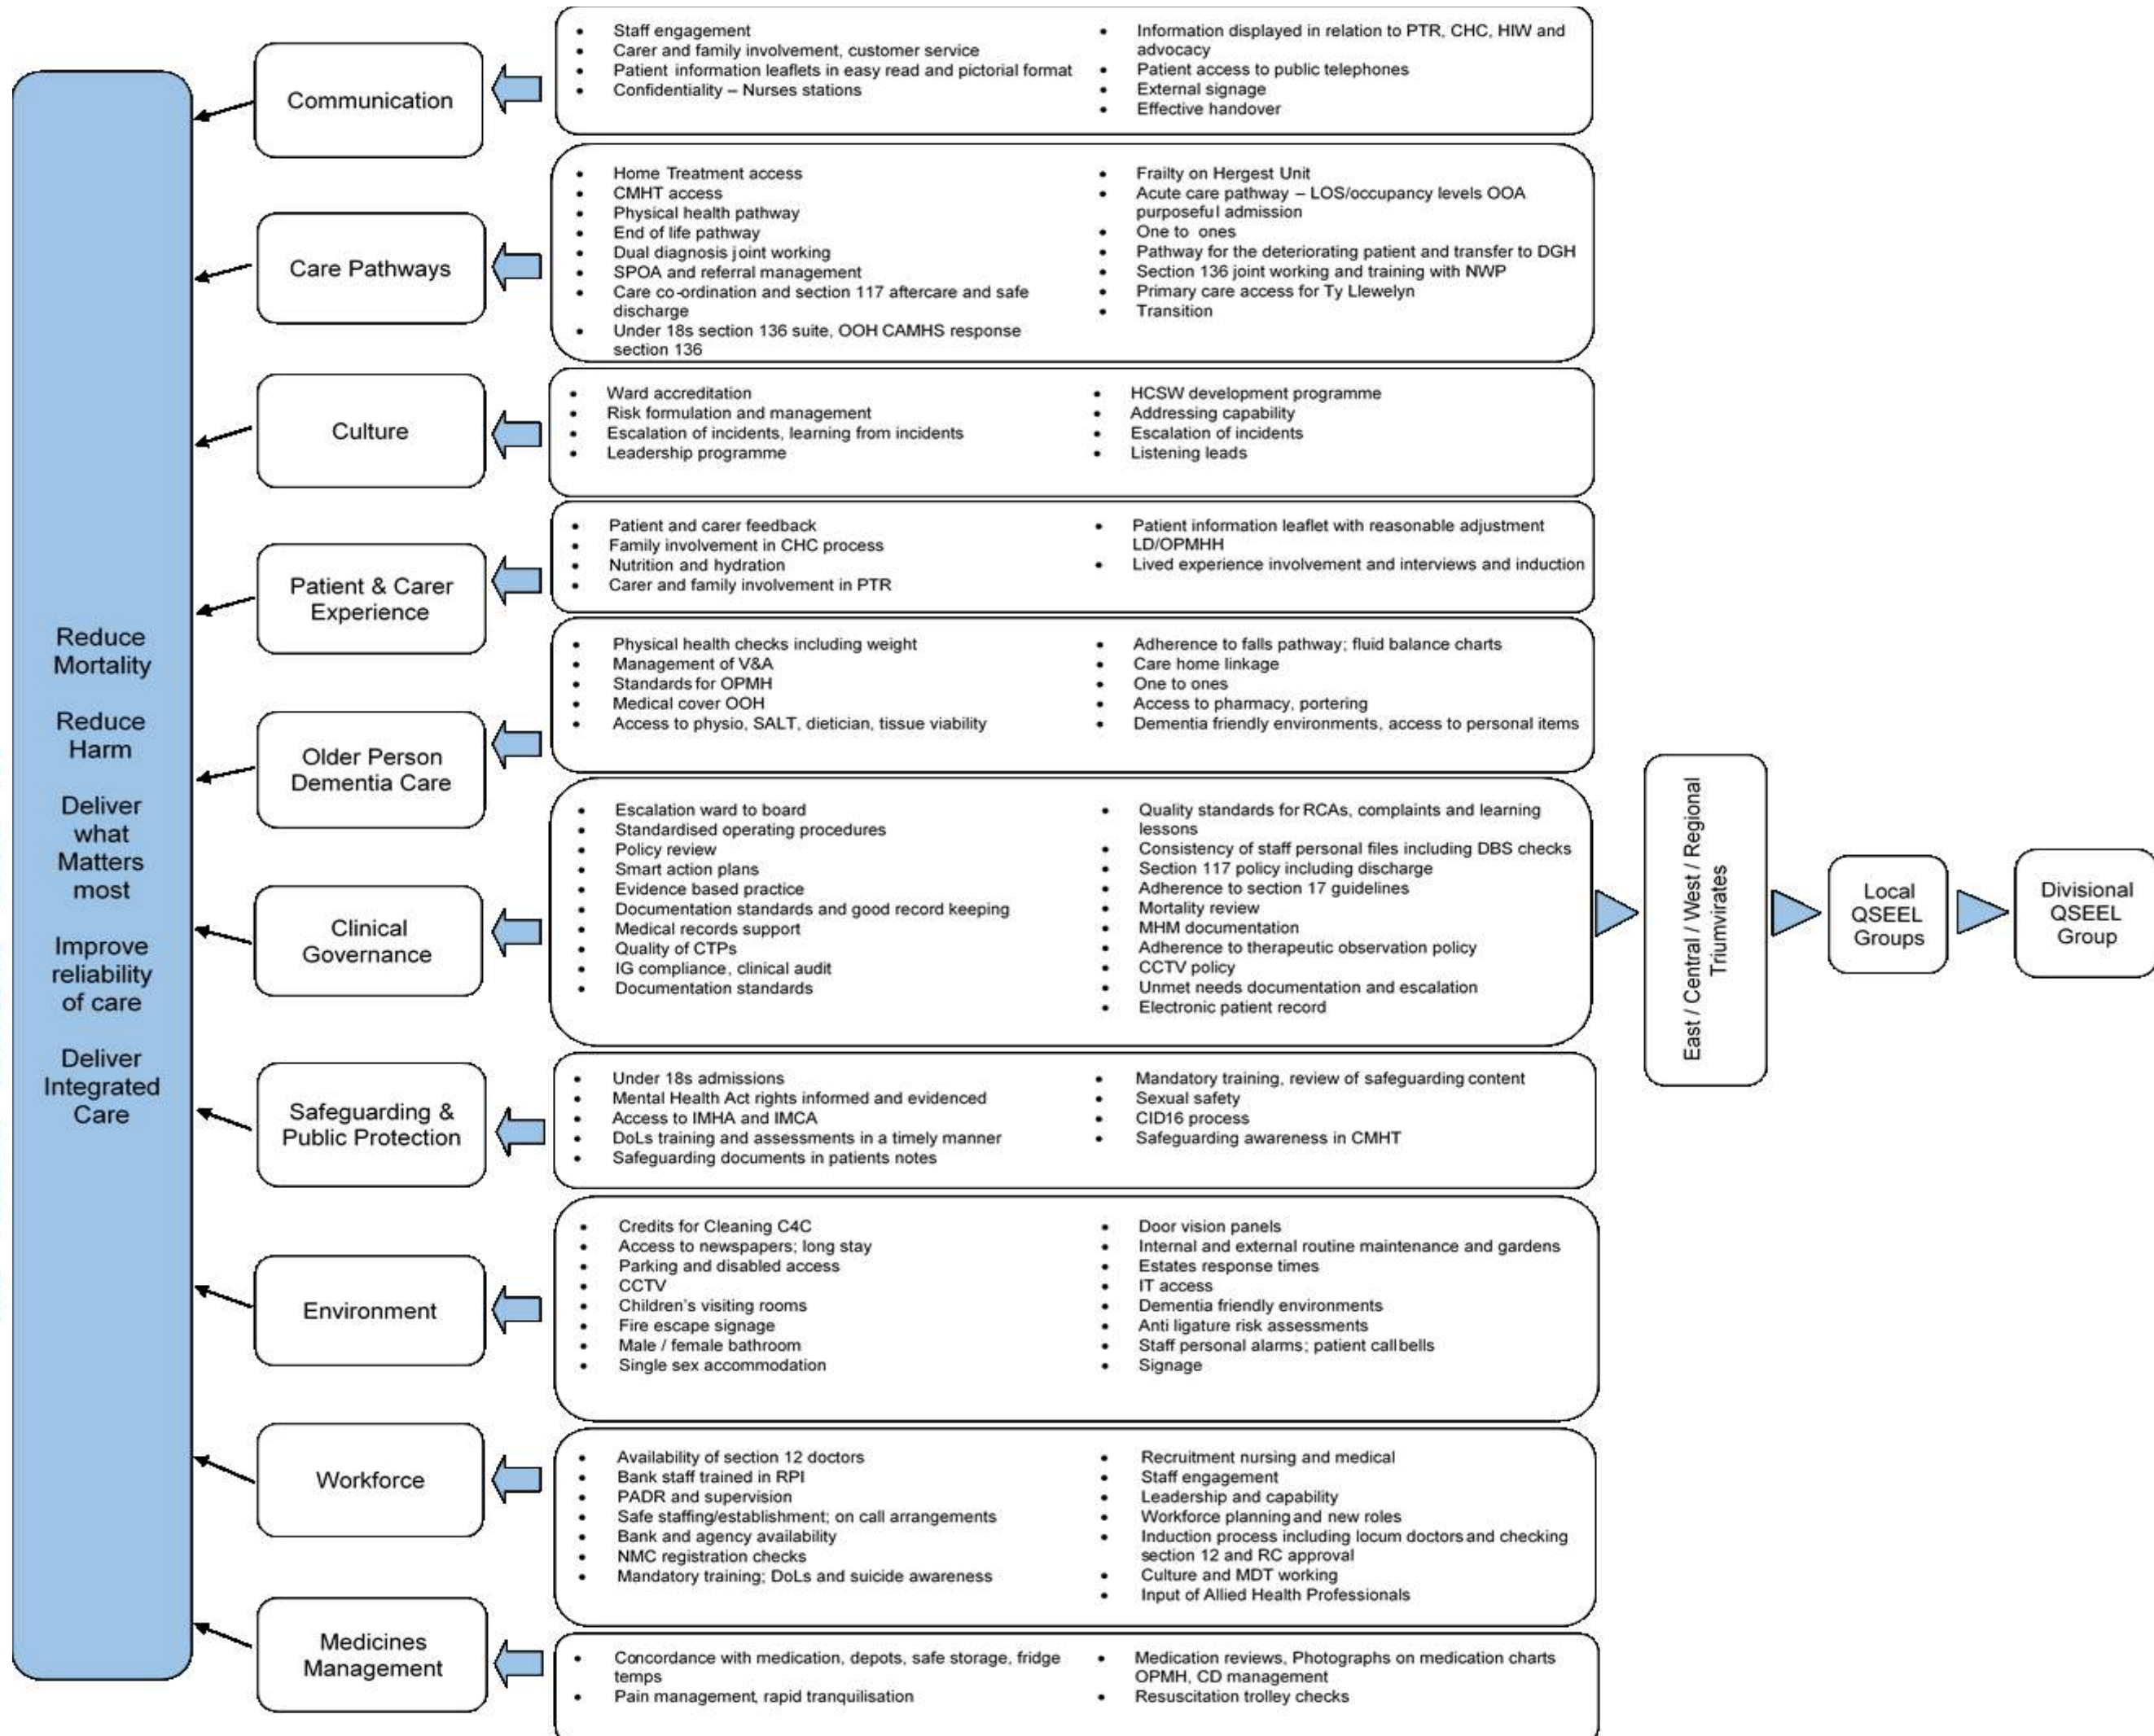 Reduce
Mortality
Reduce
Harm
Deliver
what
Matters
most
Improve
reliability
of care
Deliver
Integrated
Care
Communication
• Staff engagement
• Carer and family involvement, customer service
• Patient information leaflets in easy read and pictorial format
• Confidentiality – Nurses stations
• Information displayed in relation to PTR, CHC, HIW and
advocacy
• Patient access to public telephones
• External signage
• Effective handover
Care Pathways
• Home Treatment access
• CMHT access
• Physical health pathway
• End of life pathway
• Dual diagnosis joint working
• SPOA and referral management
• Care co-ordination and section 117 aftercare and safe
discharge
• Under 18s section 136 suite, OOH CAMHS response
section 136
• Frailty on Hergest Unit
• Acute care pathway – LOS/occupancy levels OOA
purposeful admission
• One to ones
• Pathway for the deteriorating patient and transfer to DGH
• Section 136 joint working and training with NWP
• Primary care access for Ty Llewelyn
• Transition
Culture
• Ward accreditation
• Risk formulation and management
• Escalation of incidents, learning from incidents
• Leadership programme
• HCSW development programme
• Addressing capability
• Escalation of incidents
• Listening leads
Patient & Carer
Experience
• Patient and carer feedback
• Family involvement in CHC process
• Nutrition and hydration
• Carer and family involvement in PTR
• Patient information leaflet with reasonable adjustment
LD/OPMHH
• Lived experience involvement and interviews and induction
Older Person
Dementia Care
• Physical health checks including weight
• Management of V&A
• Standards for OPMH
• Medical cover OOH
• Access to physio, SALT, dietician, tissue viability
• Adherence to falls pathway; fluid balance charts
• Care home linkage
• One to ones
• Access to pharmacy, portering
• Dementia friendly environments, access to personal items
Clinical
Governance
• Escalation ward to board
• Standardised operating procedures
• Policy review
• Smart action plans
• Evidence based practice
• Documentation standards and good record keeping
• Medical records support
• Quality of CTPs
• IG compliance, clinical audit
• Documentation standards
• Quality standards for RCAs, complaints and learning
lessons
• Consistency of staff personal files including DBS checks
• Section 117 policy including discharge
• Adherence to section 17 guidelines
• Mortality review
• MHM documentation
• Adherence to therapeutic observation policy
• CCTV policy
• Unmet needs documentation and escalation
• Electronic patient record
Safeguarding &
Public Protection
• Under 18s admissions
• Mental Health Act rights informed and evidenced
• Access to IMHA and IMCA
• DoLs training and assessments in a timely manner
• Safeguarding documents in patients notes
• Mandatory training, review of safeguarding content
• Sexual safety
• CID16 process
• Safeguarding awareness in CMHT
Environment
• Credits for Cleaning C4C
• Access to newspapers; long stay
• Parking and disabled access
• CCTV
• Children's visiting rooms
• Fire escape signage
• Male / female bathroom
• Single sex accommodation
• Door vision panels
• Internal and external routine maintenance and gardens
• Estates response times
• IT access
• Dementia friendly environments
• Anti ligature risk assessments
• Staff personal alarms; patient call bells
• Signage
Workforce
• Availability of section 12 doctors
• Bank staff trained in RPI
• PADR and supervision
• Safe staffing/establishment; on call arrangements
• Bank and agency availability
• NMC registration checks
• Mandatory training; DoLs and suicide awareness
• Recruitment nursing and medical
• Staff engagement
• Leadership and capability
• Workforce planning and new roles
• Induction process including locum doctors and checking
section 12 and RC approval
• Culture and MDT working
• Input of Allied Health Professionals
Medicines
Management
• Concordance with medication, depots, safe storage, fridge
temps
• Pain management, rapid tranquilisation
• Medication reviews, Photographs on medication charts
OPMH, CD management
• Resuscitation trolley checks
East / Central / West / Regional
Triumvirates
Local
QSEEL
Groups
Divisional
QSEEL
Group